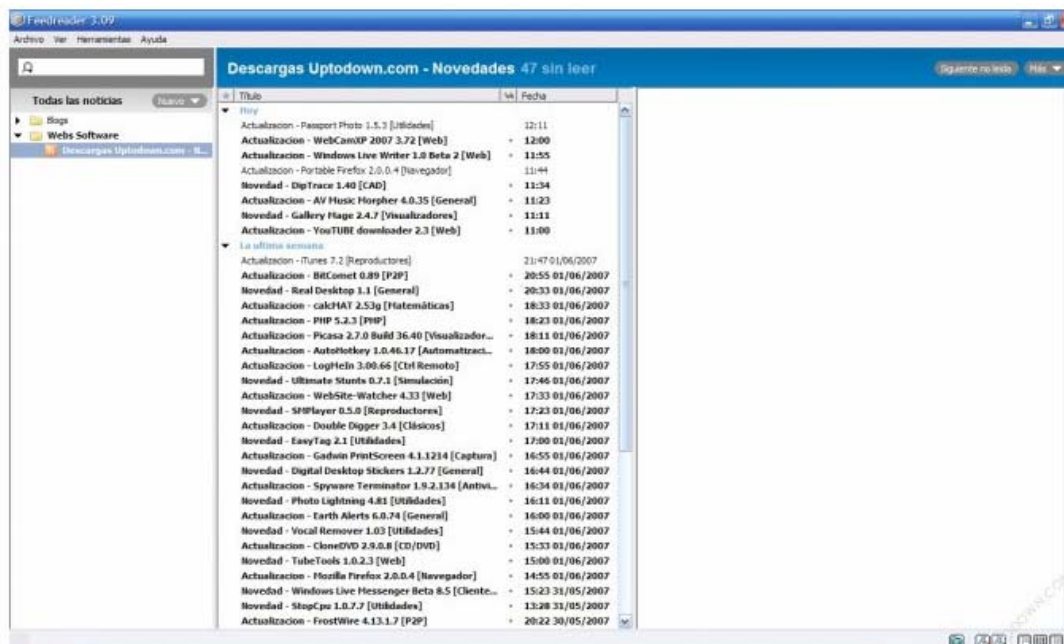 Feedreader 3.09
Archivo Ver Herramientas Ayuda
Descargas Uptodown.com - Novedades 47 sin leer
Siguiente no leido Más
Todas las noticias Nuevo
Blogs
Webs Software
Descargas Uptodown.com - N...
Título Fecha
Hoy
Actualizacion - Passport Photo 1.5.3 [Utilidades] 12:11
Actualizacion - WebCamXP 2007 3.72 [Web] 12:00
Actualizacion - Windows Live Writer 1.0 Beta 2 [Web] 11:55
Actualizacion - Portable Firefox 2.0.0.4 [Navegador] 11:44
Novedad - DipTrace 1.40 [CAD] 11:34
Actualizacion - AV Music Morpher 4.0.35 [General] 11:23
Novedad - Gallery Mage 2.4.7 [Visualizadores] 11:11
Actualizacion - YouTUBE downloader 2.3 [Web] 11:00
La ultima semana
Actualizacion - iTunes 7.2 [Reproductores] 21:47 01/06/2007
Actualizacion - BitComet 0.89 [P2P] 20:55 01/06/2007
Novedad - Real Desktop 1.1 [General] 20:33 01/06/2007
Actualizacion - calcHAT 2.53g [Matemáticas] 18:33 01/06/2007
Actualizacion - PHP 5.2.3 [PHP] 18:23 01/06/2007
Actualizacion - Picasa 2.7.0 Build 36.40 [Visualizador... 18:11 01/06/2007
Actualizacion - AutoHotkey 1.0.46.17 [Automatizaci... 18:00 01/06/2007
Actualizacion - LogMeIn 3.00.66 [Ctrl Remoto] 17:55 01/06/2007
Novedad - Ultimate Stunts 0.7.1 [Simulación] 17:46 01/06/2007
Actualizacion - WebSite-Watcher 4.33 [Web] 17:33 01/06/2007
Novedad - SMPlayer 0.5.0 [Reproductores] 17:23 01/06/2007
Actualizacion - Double Digger 3.4 [Clásicos] 17:11 01/06/2007
Novedad - EasyTag 2.1 [Utilidades] 17:00 01/06/2007
Actualizacion - Gadwin PrintScreen 4.1.1214 [Captura] 16:55 01/06/2007
Novedad - Digital Desktop Stickers 1.2.77 [General] 16:44 01/06/2007
Actualizacion - Spyware Terminator 1.9.2.134 [Antivi... 16:34 01/06/2007
Novedad - Photo Lightning 4.81 [Utilidades] 16:11 01/06/2007
Actualizacion - Earth Alerts 6.0.74 [General] 16:00 01/06/2007
Novedad - Vocal Remover 1.03 [Utilidades] 15:44 01/06/2007
Actualizacion - CloneDVD 2.9.0.8 [CD/DVD] 15:33 01/06/2007
Novedad - TubeTools 1.0.2.3 [Web] 15:00 01/06/2007
Actualizacion - Mozilla Firefox 2.0.0.4 [Navegador] 14:55 01/06/2007
Novedad - Windows Live Messenger Beta 8.5 [Cliente... 15:23 31/05/2007
Novedad - StopCpu 1.0.7.7 [Utilidades] 13:28 31/05/2007
Actualizacion - FrostWire 4.13.1.7 [P2P] 20:22 30/05/2007